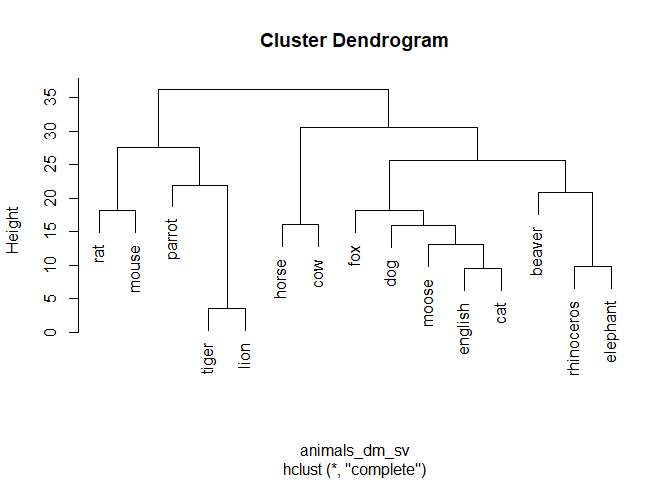 Cluster Dendrogram
Height
35
30
25
20
15
10
5
0
rat
mouse
parrot
tiger
lion
horse
cow
fox
dog
moose
english
cat
beaver
rhinoceros
elephant
animals_dm_sv
hclust (*, "complete")